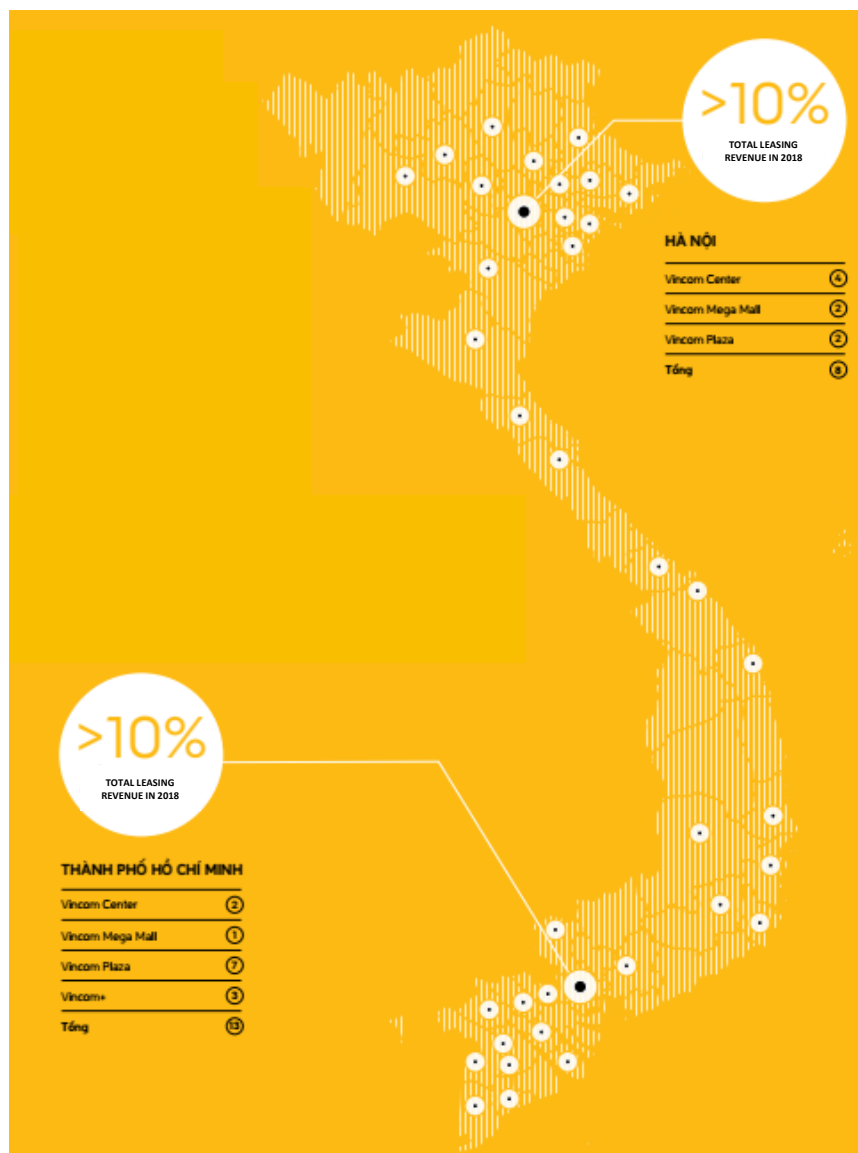 >10%
TOTAL LEASING
REVENUE IN 2018
HÀ NỘI
Vincom Center 4
Vincom Mega Mall 2
Vincom Plaza 2
Tổng 8
>10%
TOTAL LEASING
REVENUE IN 2018
THÀNH PHỐ HỒ CHÍ MINH
Vincom Center 2
Vincom Mega Mall 1
Vincom Plaza 7
Vincom+ 3
Tổng 13